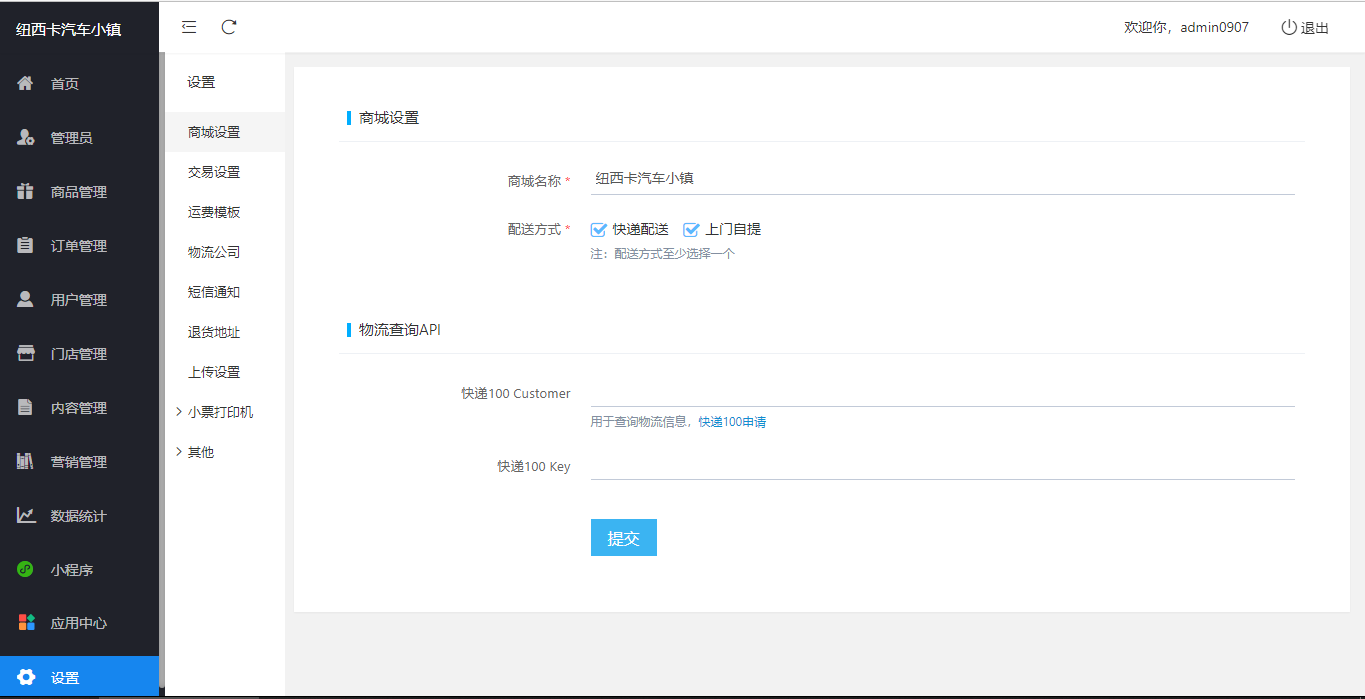 纽西卡汽车小镇
欢迎你，admin0907
退出
首页
管理员
商品管理
订单管理
用户管理
门店管理
内容管理
营销管理
数据统计
小程序
应用中心
设置
设置
商城设置
交易设置
运费模板
物流公司
短信通知
退货地址
上传设置
小票打印机
其他
商城设置
商城名称 * 纽西卡汽车小镇
配送方式 * 快递配送 上门自提
注：配送方式至少选择一个
物流查询API
快递100 Customer
用于查询物流信息，快递100申请
快递100 Key
提交